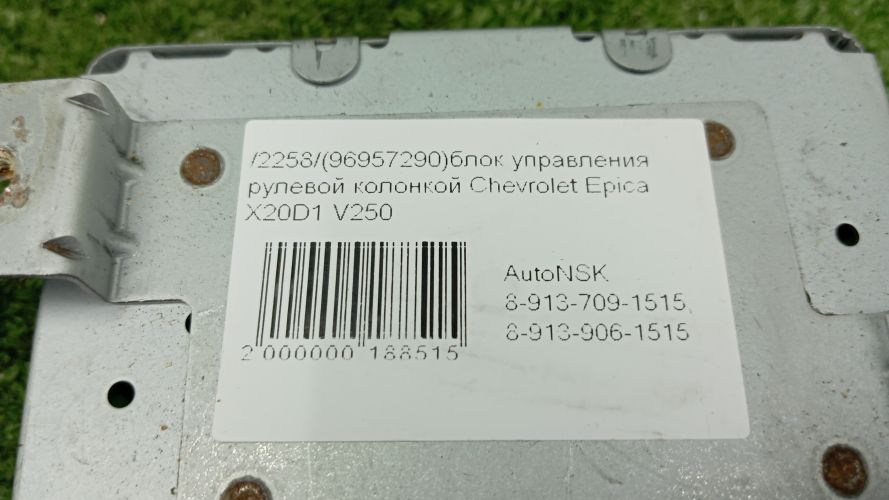 /2258/(96957290)блок управления
рулевой колонкой Chevrolet Epica
X20D1 V250
AutoNSK
8-913-709-1515,
8-913-906-1515
2 000000 188515